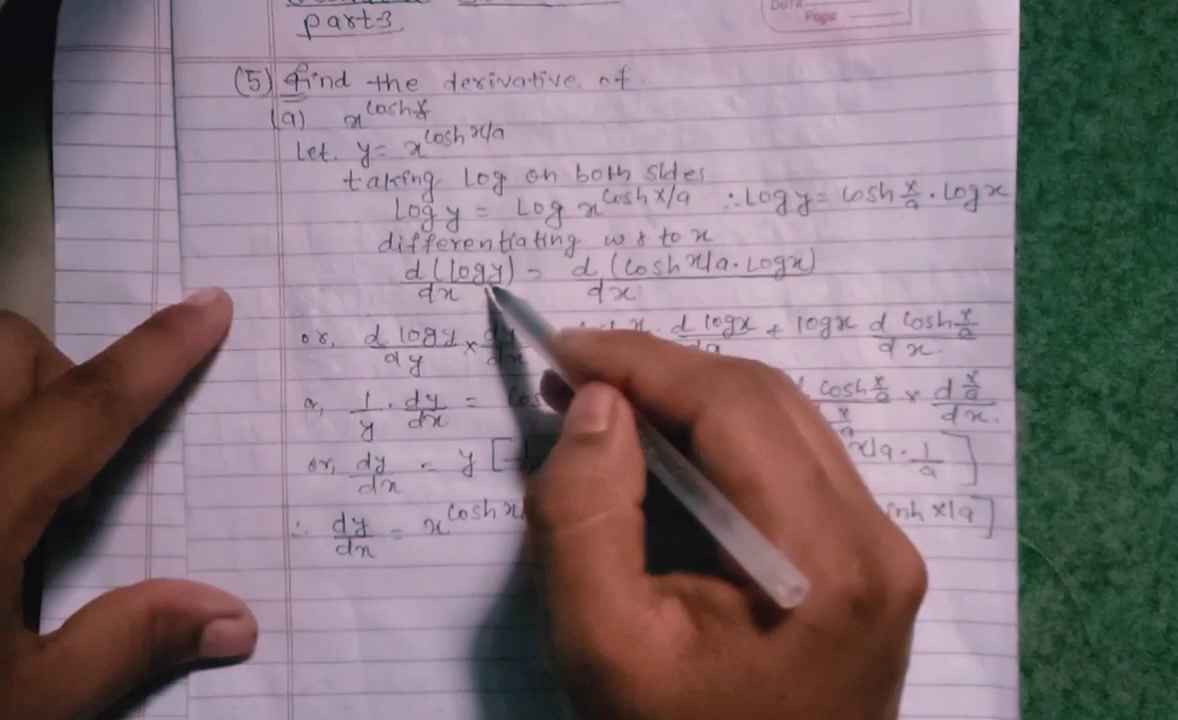 part-3
Page
(5) find the derivative of
(a) x^cosh x/a
Let. y = x^cosh x/a
taking Log on both sides
Log y = Log x^cosh x/a ∴ Log y = cosh x/a . Log x
differentiating w r to x
d(log y)/dx = d(cosh x/a . Log x)/dx
or, d log y/dy × dy/dx x. d log x/dx + log x d cosh x/a / dx.
or, 1/y . dy/dx = cosh x/a / x/a × d x/a / dx.
or, dy/dx = y [ x/a . 1/a ]
∴ dy/dx = x^cosh x/ inh x/a ]